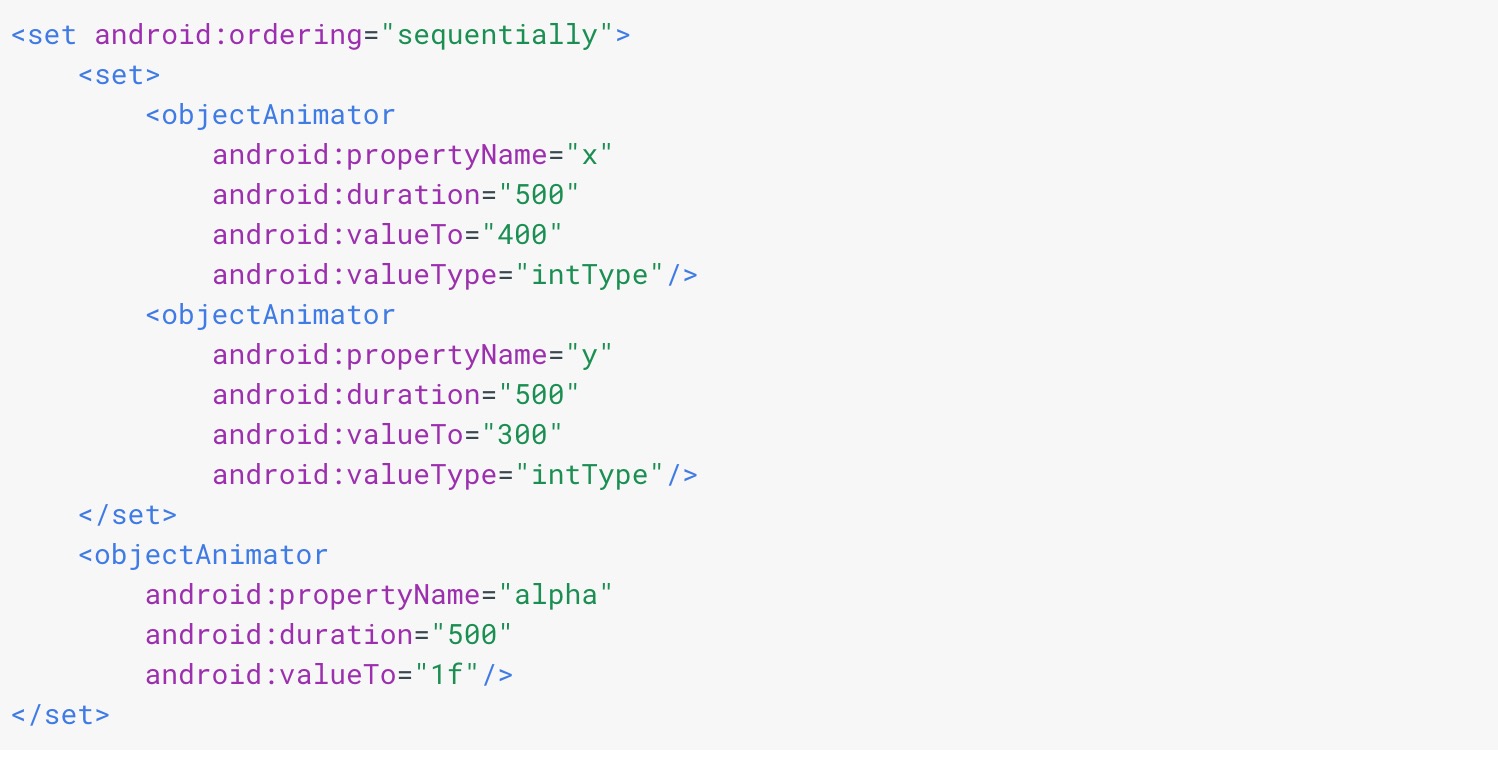 <set android:ordering="sequentially">
    <set>
        <objectAnimator
            android:propertyName="x"
            android:duration="500"
            android:valueTo="400"
            android:valueType="intType"/>
        <objectAnimator
            android:propertyName="y"
            android:duration="500"
            android:valueTo="300"
            android:valueType="intType"/>
    </set>
    <objectAnimator
        android:propertyName="alpha"
        android:duration="500"
        android:valueTo="1f"/>
</set>